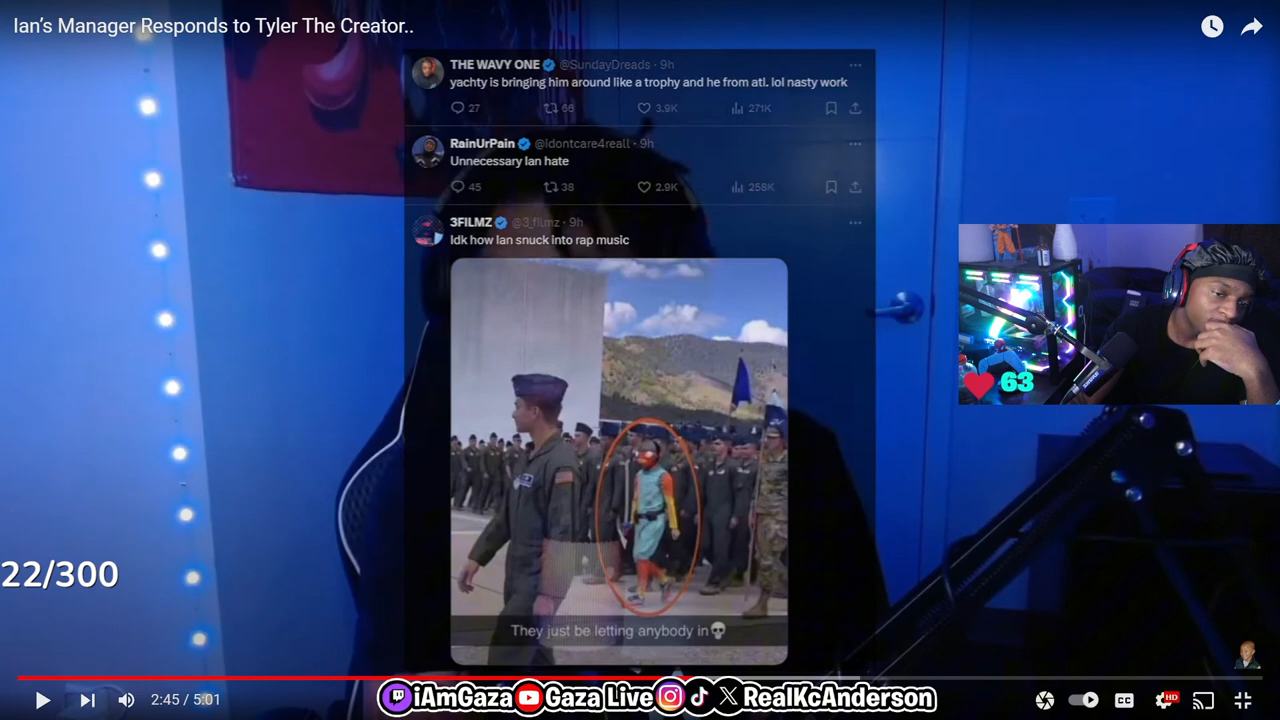 Ian’s Manager Responds to Tyler The Creator..
THE WAVY ONE @SundayDreads · 9h
yachty is bringing him around like a trophy and he from atl. lol nasty work
27 66 3.9K 271K
RainUrPain @Idontcare4reall · 9h
Unnecessary Ian hate
45 38 2.9K 258K
3FILMZ @3_filmz · 9h
Idk how Ian snuck into rap music
63
22/300
They just be letting anybody in💀
2:45 / 5:01
iAmGaza Gaza Live RealKcAnderson
CC
HD